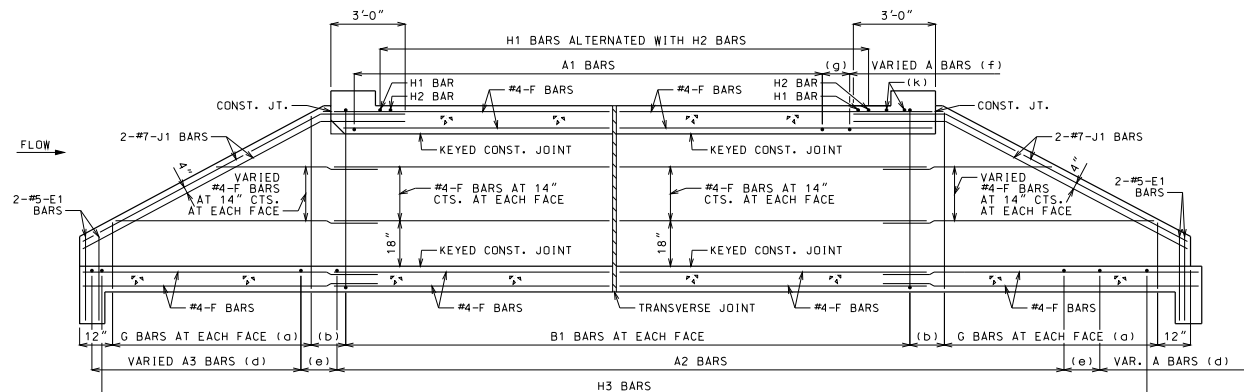 3'-0"
3'-0"
H1 BARS ALTERNATED WITH H2 BARS
A1 BARS
(g)
VARIED A BARS (f)
H1 BAR
H2 BAR
H2 BAR
H1 BAR
(k)
CONST. JT.
#4-F BARS
#4-F BARS
CONST. JT.
2-#7-J1 BARS
2-#7-J1 BARS
FLOW
KEYED CONST. JOINT
KEYED CONST. JOINT
4"
4"
VARIED
#4-F BARS
AT 14" CTS.
AT EACH FACE
#4-F BARS AT 14"
CTS. AT EACH FACE
#4-F BARS AT 14"
CTS. AT EACH FACE
VARIED
#4-F BARS
AT 14" CTS.
AT EACH FACE
2-#5-E1
BARS
2-#5-E1
BARS
18"
18"
KEYED CONST. JOINT
KEYED CONST. JOINT
#4-F BARS
#4-F BARS
TRANSVERSE JOINT
#4-F BARS
#4-F BARS
12"
G BARS AT EACH FACE (a)
(b)
B1 BARS AT EACH FACE
(b)
G BARS AT EACH FACE (a)
12"
VARIED A3 BARS (d)
(e)
A2 BARS
(e)
VAR. A BARS (d)
H3 BARS